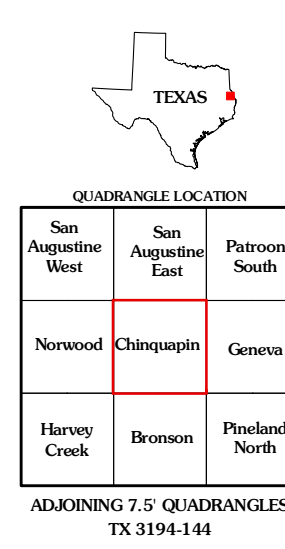 TEXAS
QUADRANGLE LOCATION
San
Augustine
West
San
Augustine
East
Patroon
South
Norwood
Chinquapin
Geneva
Harvey
Creek
Bronson
Pineland
North
ADJOINING 7.5' QUADRANGLES
TX 3194-144